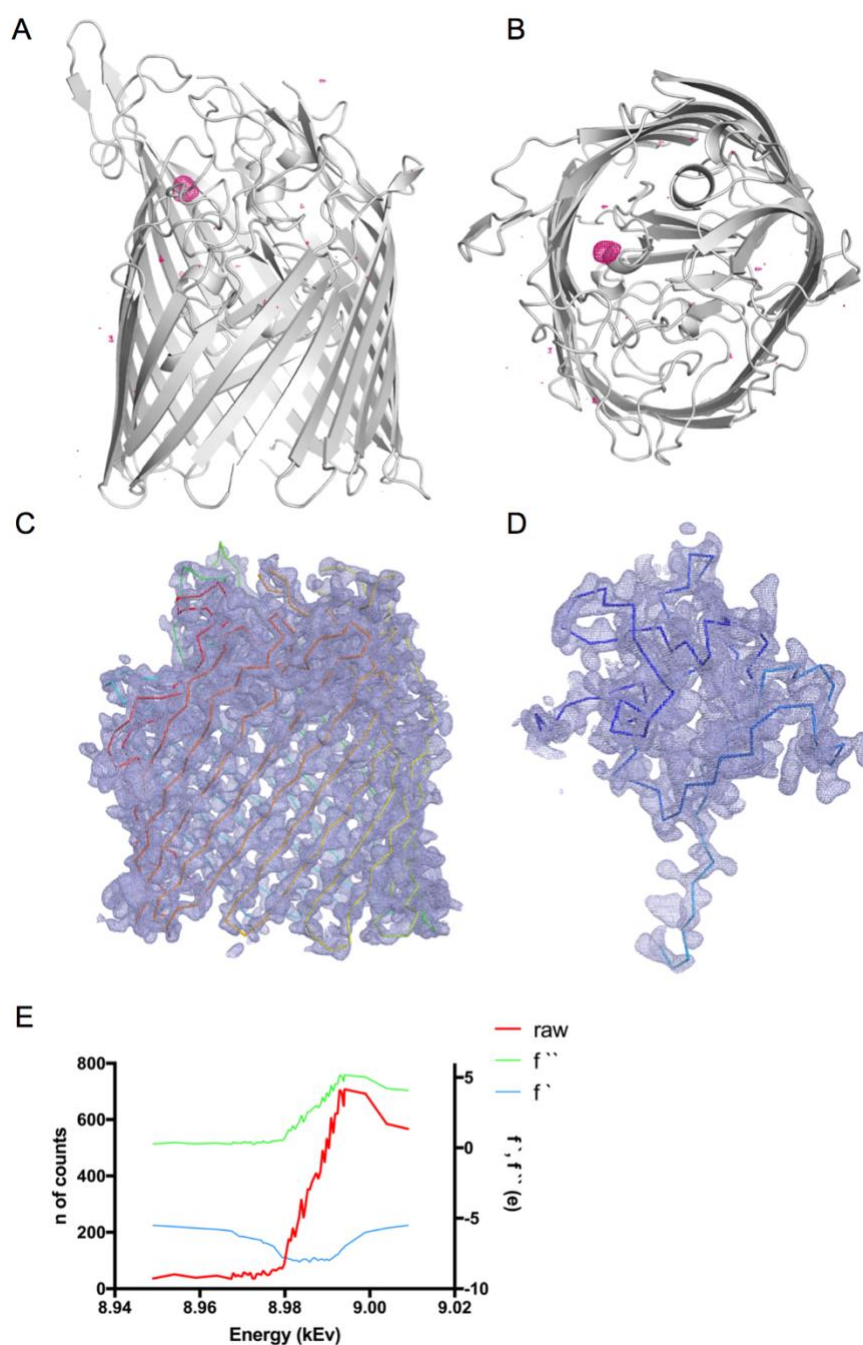 A
B
C
D
E
raw
f``
f`
800
600
400
200
0
n of counts
5
0
-5
-10
f`, f`` (e)
8.94
8.96
8.98
9.00
9.02
Energy (kEv)